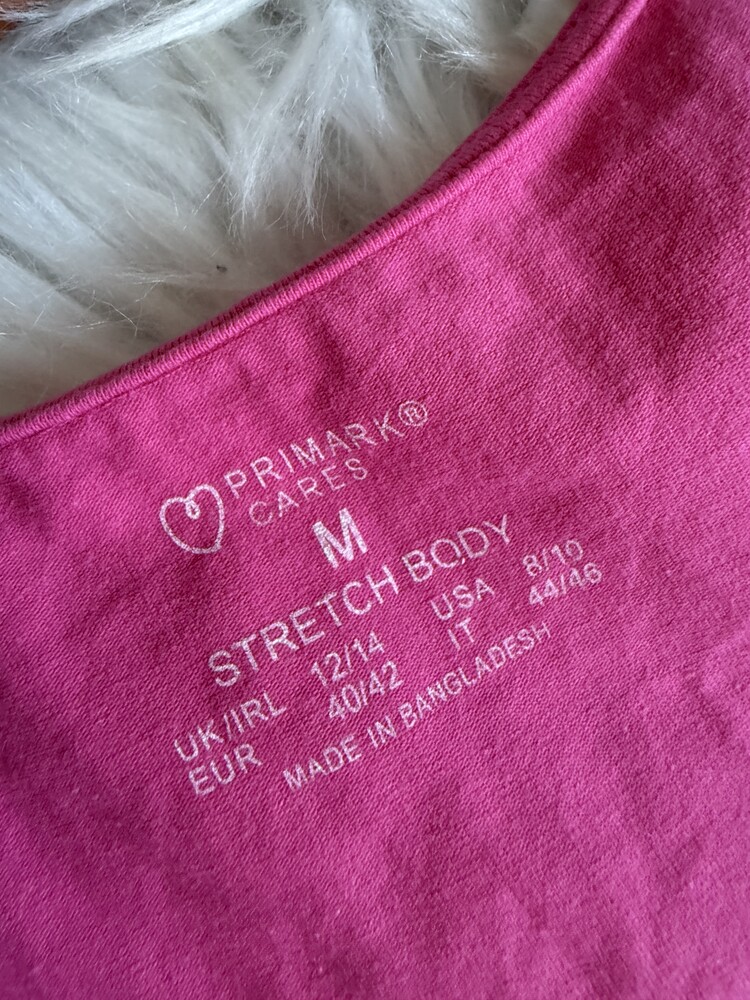 PRIMARK®
CARES
M
STRETCH BODY
UK/IRL 12/14 USA 8/10
EUR 40/42 IT 44/46
MADE IN BANGLADESH